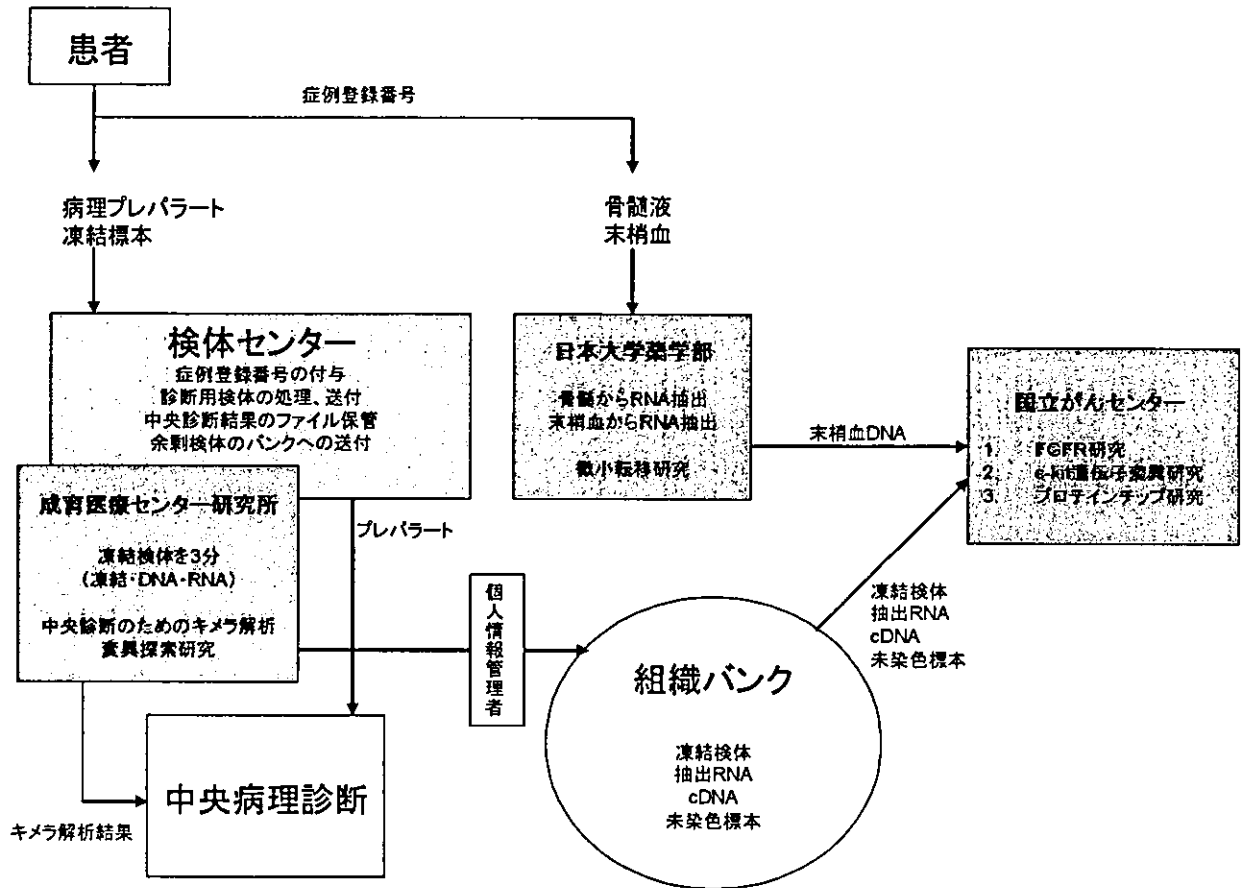 患者
症例登録番号
病理プレパラート
凍結標本
骨髄液
末梢血
検体センター
症例登録番号の付与
診断用検体の処理、送付
中央診断結果のファイル保管
余剰検体のバンクへの送付
日本大学薬学部
骨髄からRNA抽出
末梢血からRNA抽出
微小転移研究
末梢血DNA
国立がんセンター
1. FGFR研究
2. c-kit遺伝子変異研究
3. プロテインチップ研究
成育医療センター研究所
凍結検体を3分
(凍結・DNA・RNA)
中央診断のためのキメラ解析
変異探索研究
プレパラート
個人情報管理者
凍結検体
抽出RNA
cDNA
未染色標本
組織バンク
凍結検体
抽出RNA
cDNA
未染色標本
中央病理診断
キメラ解析結果